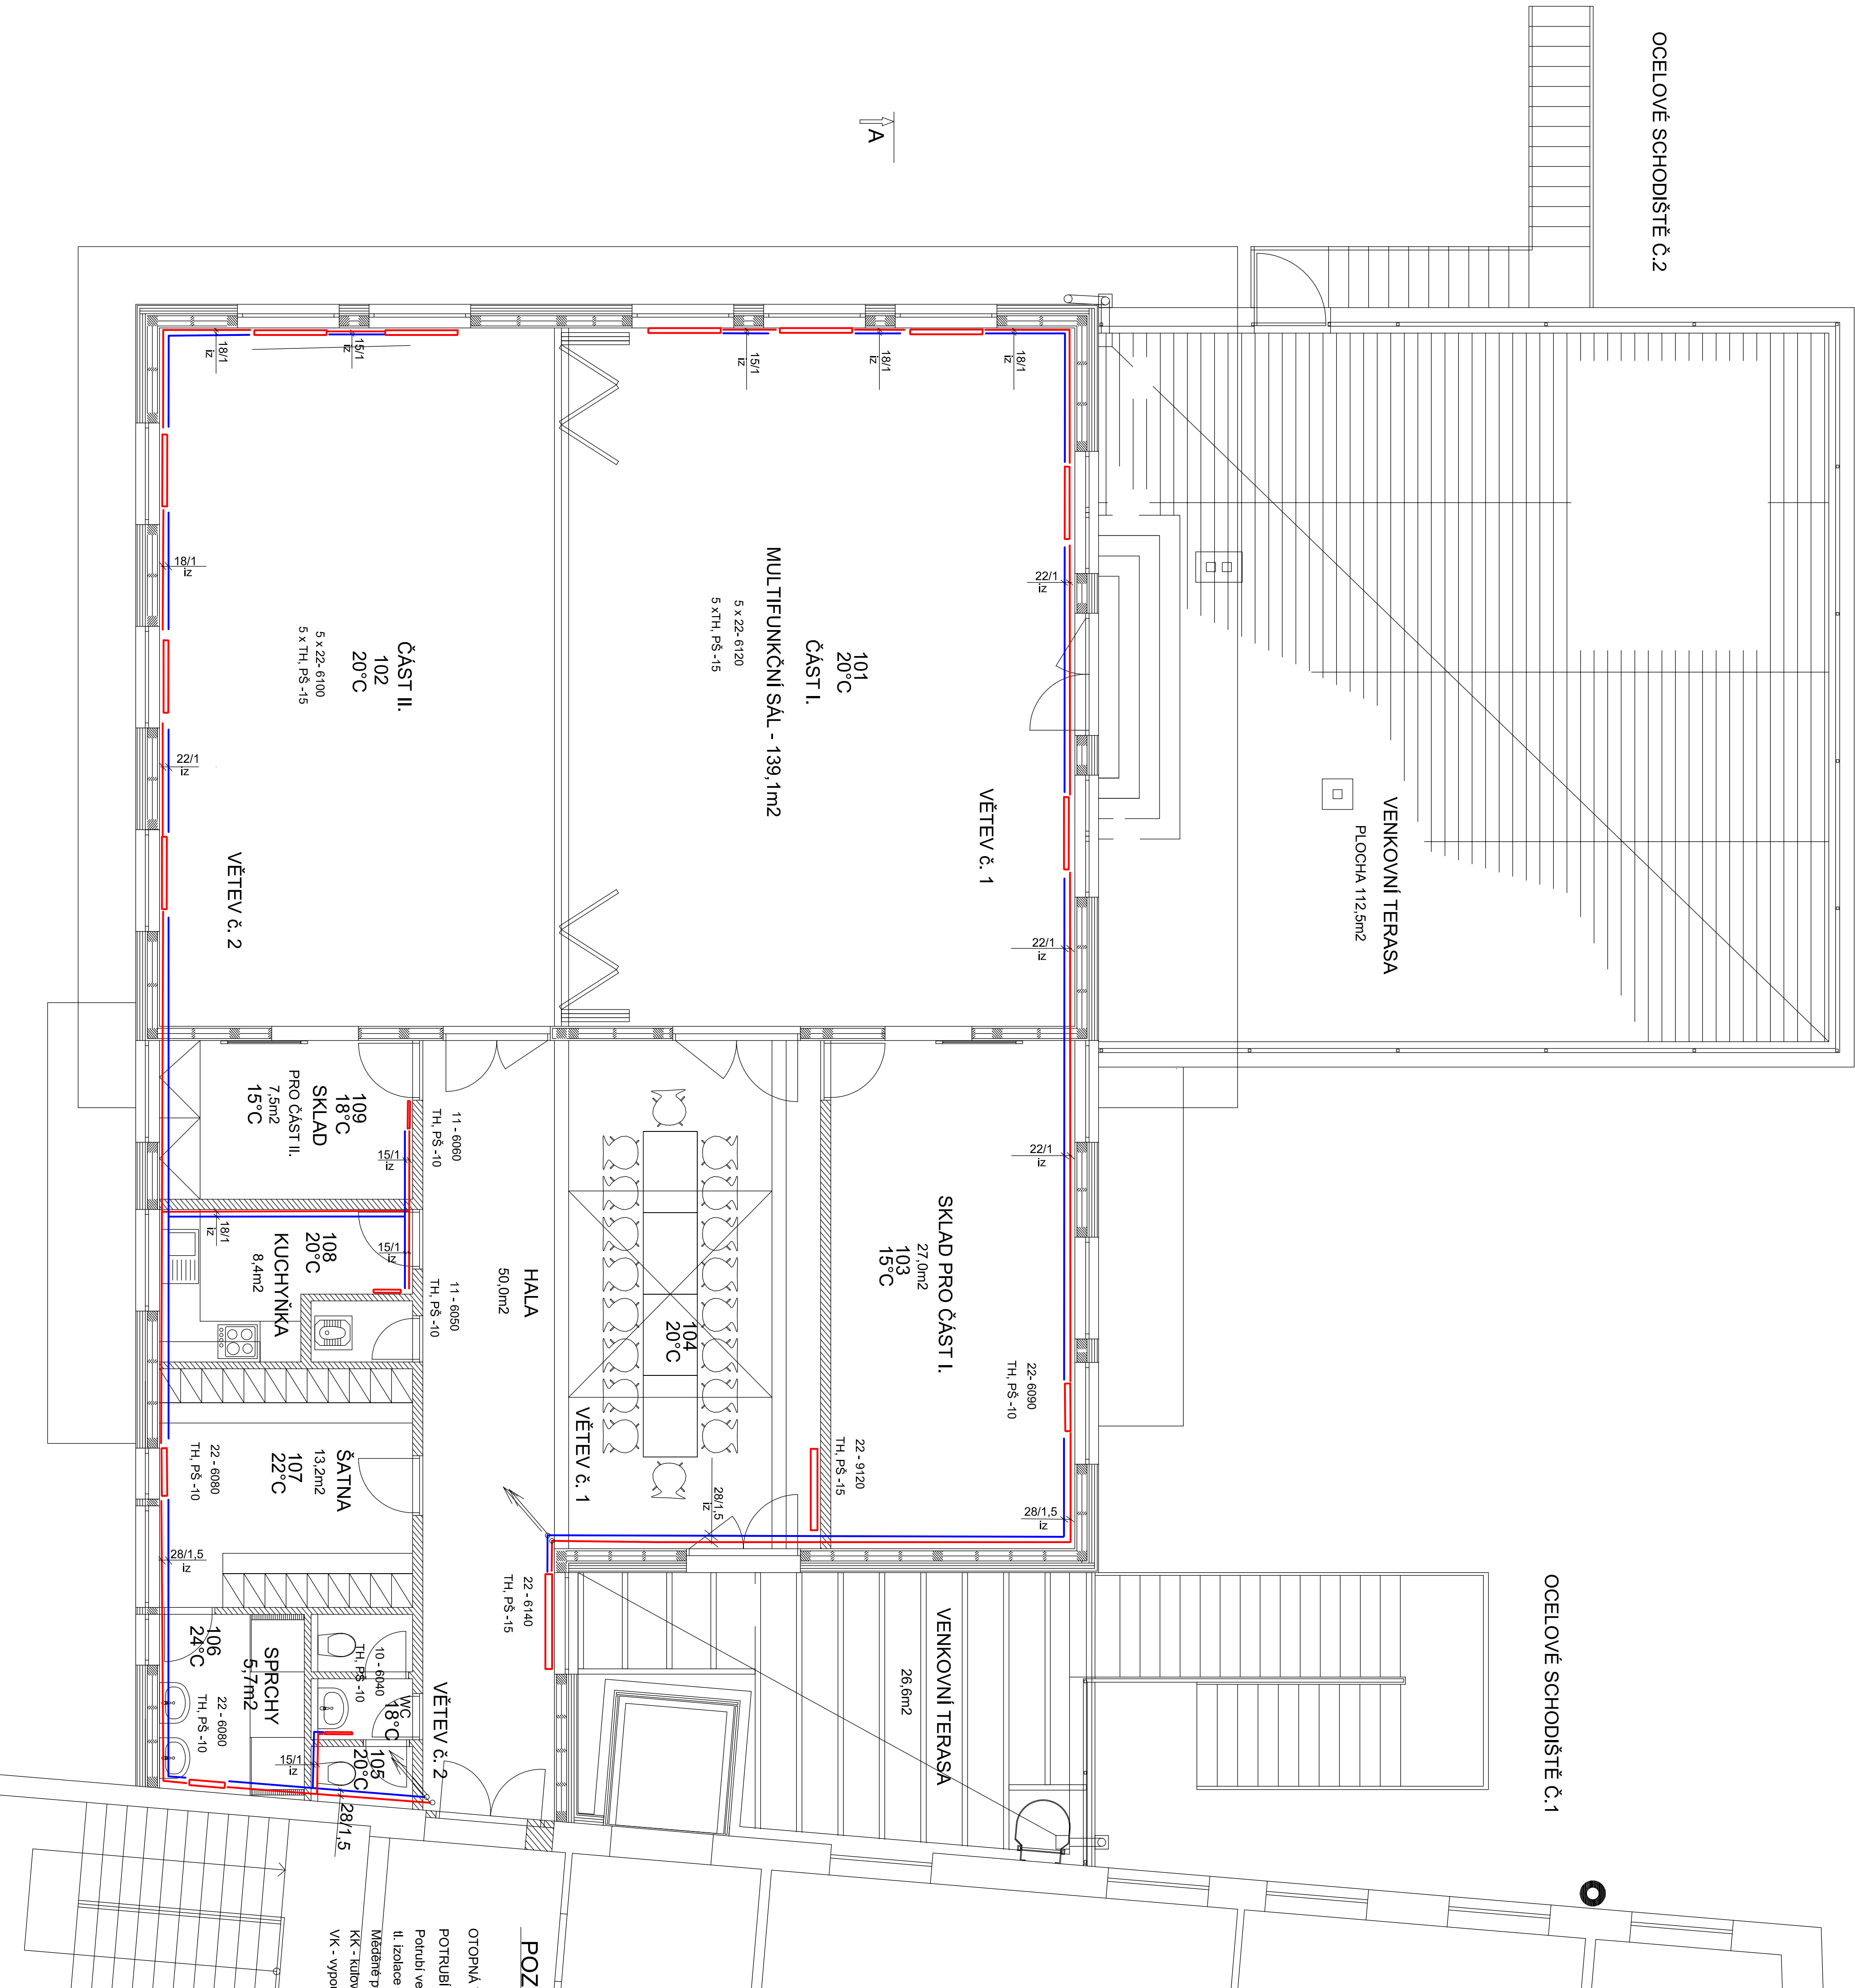 OCELOVÉ SCHODIŠTĚ Č.2
A
VENKOVNÍ TERASA
PLOCHA 112,5m2
OCELOVÉ SCHODIŠTĚ Č.1
VENKOVNÍ TERASA
26,6m2
18/1
iz
18/1
iz
15/1
iz
15/1
iz
18/1
iz
22/1
iz
22/1
iz
22/1
iz
28/1,5
iz
VĚTEV č. 1
101
20°C
ČÁST I.
MULTIFUNKČNÍ SÁL - 139,1m2
5 x 22- 6120
5 xTH, PŠ -15
ČÁST II.
102
20°C
5 x 22- 6100
5 x TH, PŠ -15
VĚTEV č. 2
18/1
iz
22/1
iz
SKLAD PRO ČÁST I.
27,0m2
103
15°C
22- 6090
TH, PŠ -10
22 - 9120
TH, PŠ -15
104
20°C
VĚTEV č. 1
28/1,5
iz
HALA
50,0m2
22 - 6140
TH, PŠ -15
11 - 6060
TH, PŠ -10
11 - 6050
TH, PŠ -10
109
18°C
SKLAD
PRO ČÁST II.
7,5m2
15°C
15/1
iz
15/1
iz
18/1
iz
108
20°C
KUCHYŇKA
8,4m2
ŠATNA
13,2m2
107
22°C
22 - 6080
TH, PŠ -10
28/1,5
iz
106
24°C
SPRCHY
5,7m2
22 - 6080
TH, PŠ -10
10 - 6040
TH, PŠ -10
WC
18°C
105
20°C
15/1
iz
VĚTEV č. 2
28/1,5
POZ
OTOPNÁ
POTRUBÍ
Potrubí ve
tl. izolace
Měděné p
KK - kulov
VK - vypou